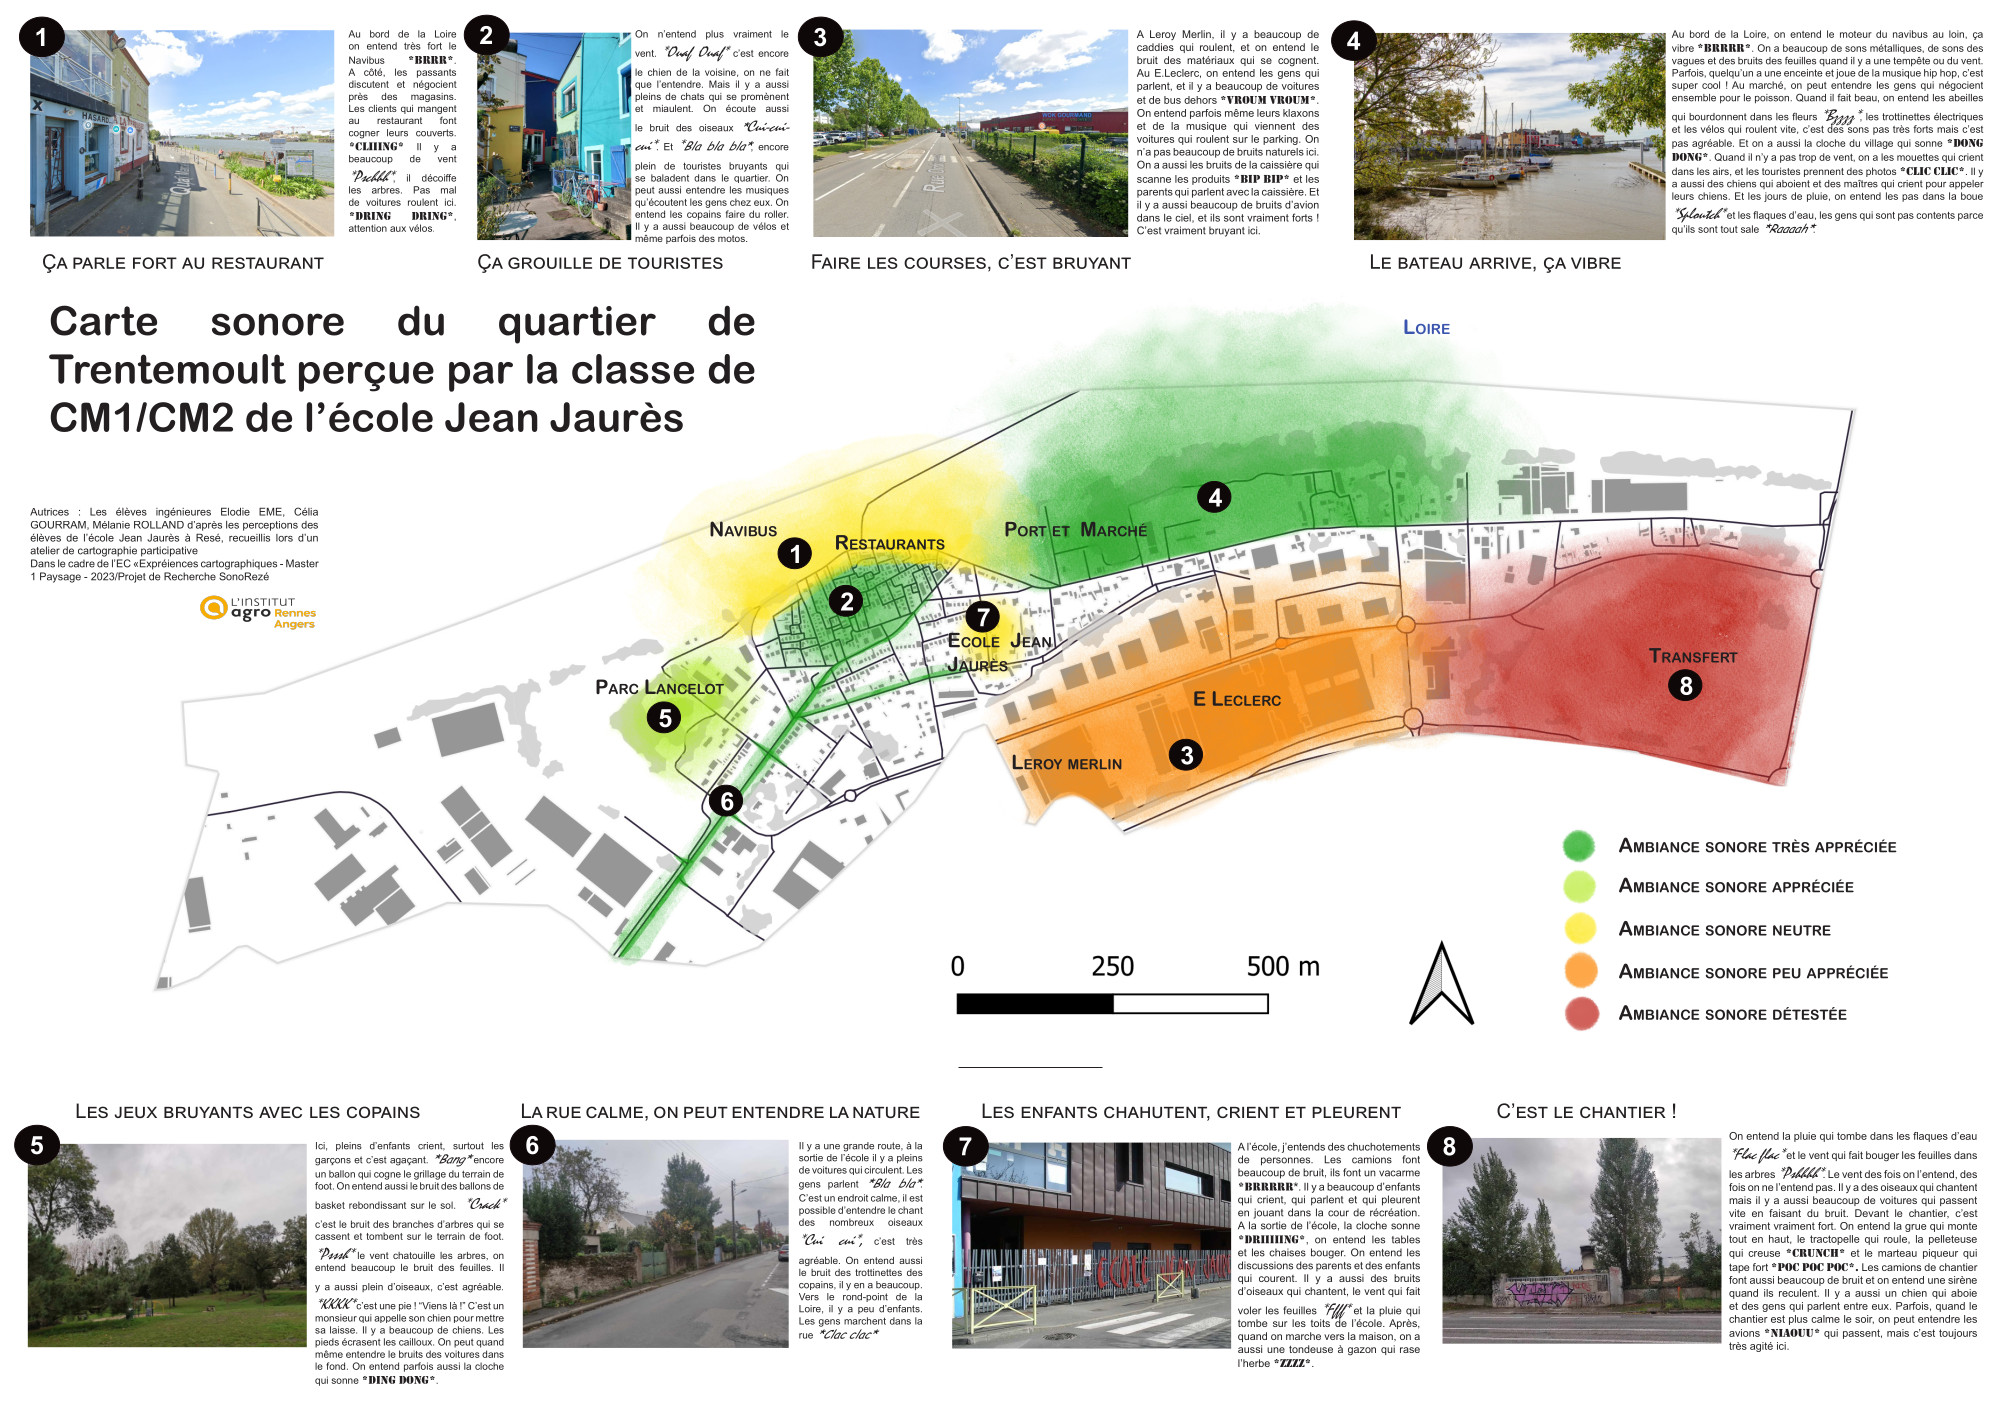 1
Au bord de la Loire
on entend très fort le
Navibus *BRRR*.
A côté, les passants
discutent et négocient
près des magasins.
Les clients qui mangent
au restaurant font
cogner leurs couverts.
*CLIIING* Il y a
beaucoup de vent
*Pschhh*, il décoiffe
les arbres. Pas mal
de voitures roulent ici.
*DRING DRING*,
attention aux vélos.
ÇA PARLE FORT AU RESTAURANT
2
On n'entend plus vraiment le
vent. *Ouaf Ouaf* c'est encore
le chien de la voisine, on ne fait
que l'entendre. Mais il y a aussi
pleins de chats qui se promènent
et miaulent. On écoute aussi
le bruit des oiseaux *Cui-cui-
cui* Et *Bla bla bla*, encore
plein de touristes bruyants qui
se baladent dans le quartier. On
peut aussi entendre les musiques
qu'écoutent les gens chez eux. On
entend les copains faire du roller.
Il y a aussi beaucoup de vélos et
même parfois des motos.
ÇA GROUILLE DE TOURISTES
3
A Leroy Merlin, il y a beaucoup de
caddies qui roulent, et on entend le
bruit des matériaux qui se cognent.
Au E.Leclerc, on entend les gens qui
parlent, et il y a beaucoup de voitures
et de bus dehors *VROUM VROUM*.
On entend parfois même leurs klaxons
et de la musique qui viennent des
voitures qui roulent sur le parking. On
n'a pas beaucoup de bruits naturels ici.
On a aussi les bruits de la caissière qui
scanne les produits *BIP BIP* et les
parents qui parlent avec la caissière. Et
il y a aussi beaucoup de bruits d'avion
dans le ciel, et ils sont vraiment forts !
C'est vraiment bruyant ici.
FAIRE LES COURSES, C'EST BRUYANT
4
Au bord de la Loire, on entend le moteur du navibus au loin, ça
vibre *BRRRR*. On a beaucoup de sons métalliques, de sons des
vagues et des bruits des feuilles quand il y a une tempête ou du vent.
Parfois, quelqu'un a une enceinte et joue de la musique hip hop, c'est
super cool ! Au marché, on peut entendre les gens qui négocient
ensemble pour le poisson. Quand il fait beau, on entend les abeilles
qui bourdonnent dans les fleurs *Bzzzz*, les trottinettes électriques
et les vélos qui roulent vite, c'est des sons pas très forts mais c'est
pas agréable. Et on a aussi la cloche du village qui sonne *DONG
DONG*. Quand il n'y a pas trop de vent, on a les mouettes qui crient
dans les airs, et les touristes prennent des photos *CLIC CLIC*. Il y
a aussi des chiens qui aboient et des maîtres qui crient pour appeler
leurs chiens. Et les jours de pluie, on entend les pas dans la boue
*Sploutch* et les flaques d'eau, les gens qui sont pas contents parce
qu'ils sont tout sale *Raaaah*.
LE BATEAU ARRIVE, ÇA VIBRE
Carte sonore du quartier de
Trentemoult perçue par la classe de
CM1/CM2 de l'école Jean Jaurès
Autrices : Les élèves ingénieures Elodie EME, Célia
GOURRAM, Mélanie ROLLAND d'après les perceptions des
élèves de l'école Jean Jaurès à Resé, recueillis lors d'un
atelier de cartographie participative
Dans le cadre de l'EC «Expréiences cartographiques - Master
1 Paysage - 2023/Projet de Recherche SonoRezé
L'INSTITUT
agro Rennes
Angers
LOIRE
NAVIBUS
1
RESTAURANTS
2
PORT ET MARCHÉ
4
7
ECOLE JEAN
JAURÈS
PARC LANCELOT
5
6
E LECLERC
LEROY MERLIN
3
TRANSFERT
8
AMBIANCE SONORE TRÈS APPRÉCIÉE
AMBIANCE SONORE APPRÉCIÉE
AMBIANCE SONORE NEUTRE
AMBIANCE SONORE PEU APPRÉCIÉE
AMBIANCE SONORE DÉTESTÉE
0 250 500 m
LES JEUX BRUYANTS AVEC LES COPAINS
5
Ici, pleins d'enfants crient, surtout les
garçons et c'est agaçant. *Bang* encore
un ballon qui cogne le grillage du terrain de
foot. On entend aussi le bruit des ballons de
basket rebondissant sur le sol. *Crack*
c'est le bruit des branches d'arbres qui se
cassent et tombent sur le terrain de foot.
*Prssh* le vent chatouille les arbres, on
entend beaucoup le bruit des feuilles. Il
y a aussi plein d'oiseaux, c'est agréable.
*KKKK* c'est une pie ! "Viens là !" C'est un
monsieur qui appelle son chien pour mettre
sa laisse. Il y a beaucoup de chiens. Les
pieds écrasent les cailloux. On peut quand
même entendre le bruits des voitures dans
le fond. On entend parfois aussi la cloche
qui sonne *DING DONG*.
LA RUE CALME, ON PEUT ENTENDRE LA NATURE
6
Il y a une grande route, à la
sortie de l'école il y a pleins
de voitures qui circulent. Les
gens parlent *Bla bla*.
C'est un endroit calme, il est
possible d'entendre le chant
des nombreux oiseaux
*Cui cui*, c'est très
agréable. On entend aussi
le bruit des trottinettes des
copains, il y en a beaucoup.
Vers le rond-point de la
Loire, il y a peu d'enfants.
Les gens marchent dans la
rue *Clac clac*
LES ENFANTS CHAHUTENT, CRIENT ET PLEURENT
7
A l'école, j'entends des chuchotements
de personnes. Les camions font
beaucoup de bruit, ils font un vacarme
*BRRRRR*. Il y a beaucoup d'enfants
qui crient, qui parlent et qui pleurent
en jouant dans la cour de récréation.
A la sortie de l'école, la cloche sonne
*DRIIIIING*, on entend les tables
et les chaises bouger. On entend les
discussions des parents et des enfants
qui courent. Il y a aussi des bruits
d'oiseaux qui chantent, le vent qui fait
voler les feuilles *Ffff* et la pluie qui
tombe sur les toits de l'école. Après,
quand on marche vers la maison, on a
aussi une tondeuse à gazon qui rase
l'herbe *ZZZZ*.
C'EST LE CHANTIER !
8
On entend la pluie qui tombe dans les flaques d'eau
*Flac flac* et le vent qui fait bouger les feuilles dans
les arbres *Pshhhh*. Le vent des fois on l'entend, des
fois on ne l'entend pas. Il y a des oiseaux qui chantent
mais il y a aussi beaucoup de voitures qui passent
vite en faisant du bruit. Devant le chantier, c'est
vraiment vraiment fort. On entend la grue qui monte
tout en haut, le tractopelle qui roule, la pelleteuse
qui creuse *CRUNCH* et le marteau piqueur qui
tape fort *POC POC POC*. Les camions de chantier
font aussi beaucoup de bruit et on entend une sirène
quand ils reculent. Il y a aussi un chien qui aboie
et des gens qui parlent entre eux. Parfois, quand le
chantier est plus calme le soir, on peut entendre les
avions *NIAOUU* qui passent, mais c'est toujours
très agité ici.